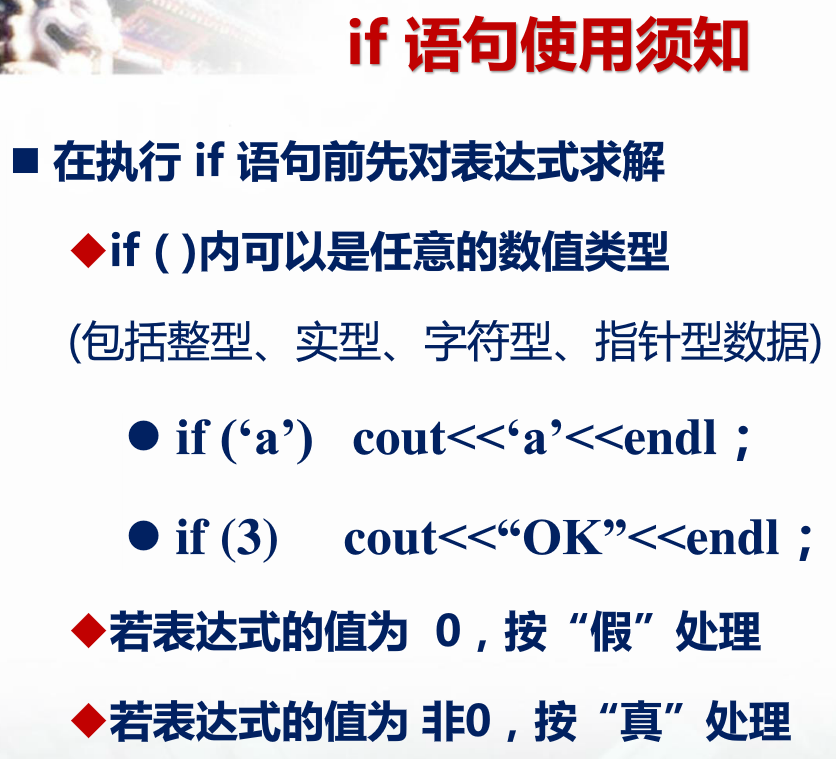 if 语句使用须知
■ 在执行 if 语句前先对表达式求解
◆if ( )内可以是任意的数值类型
(包括整型、实型、字符型、指针型数据)
● if (‘a’) cout<<‘a’<<endl；
● if (3) cout<<“OK”<<endl；
◆若表达式的值为 0，按“假”处理
◆若表达式的值为 非0，按“真”处理